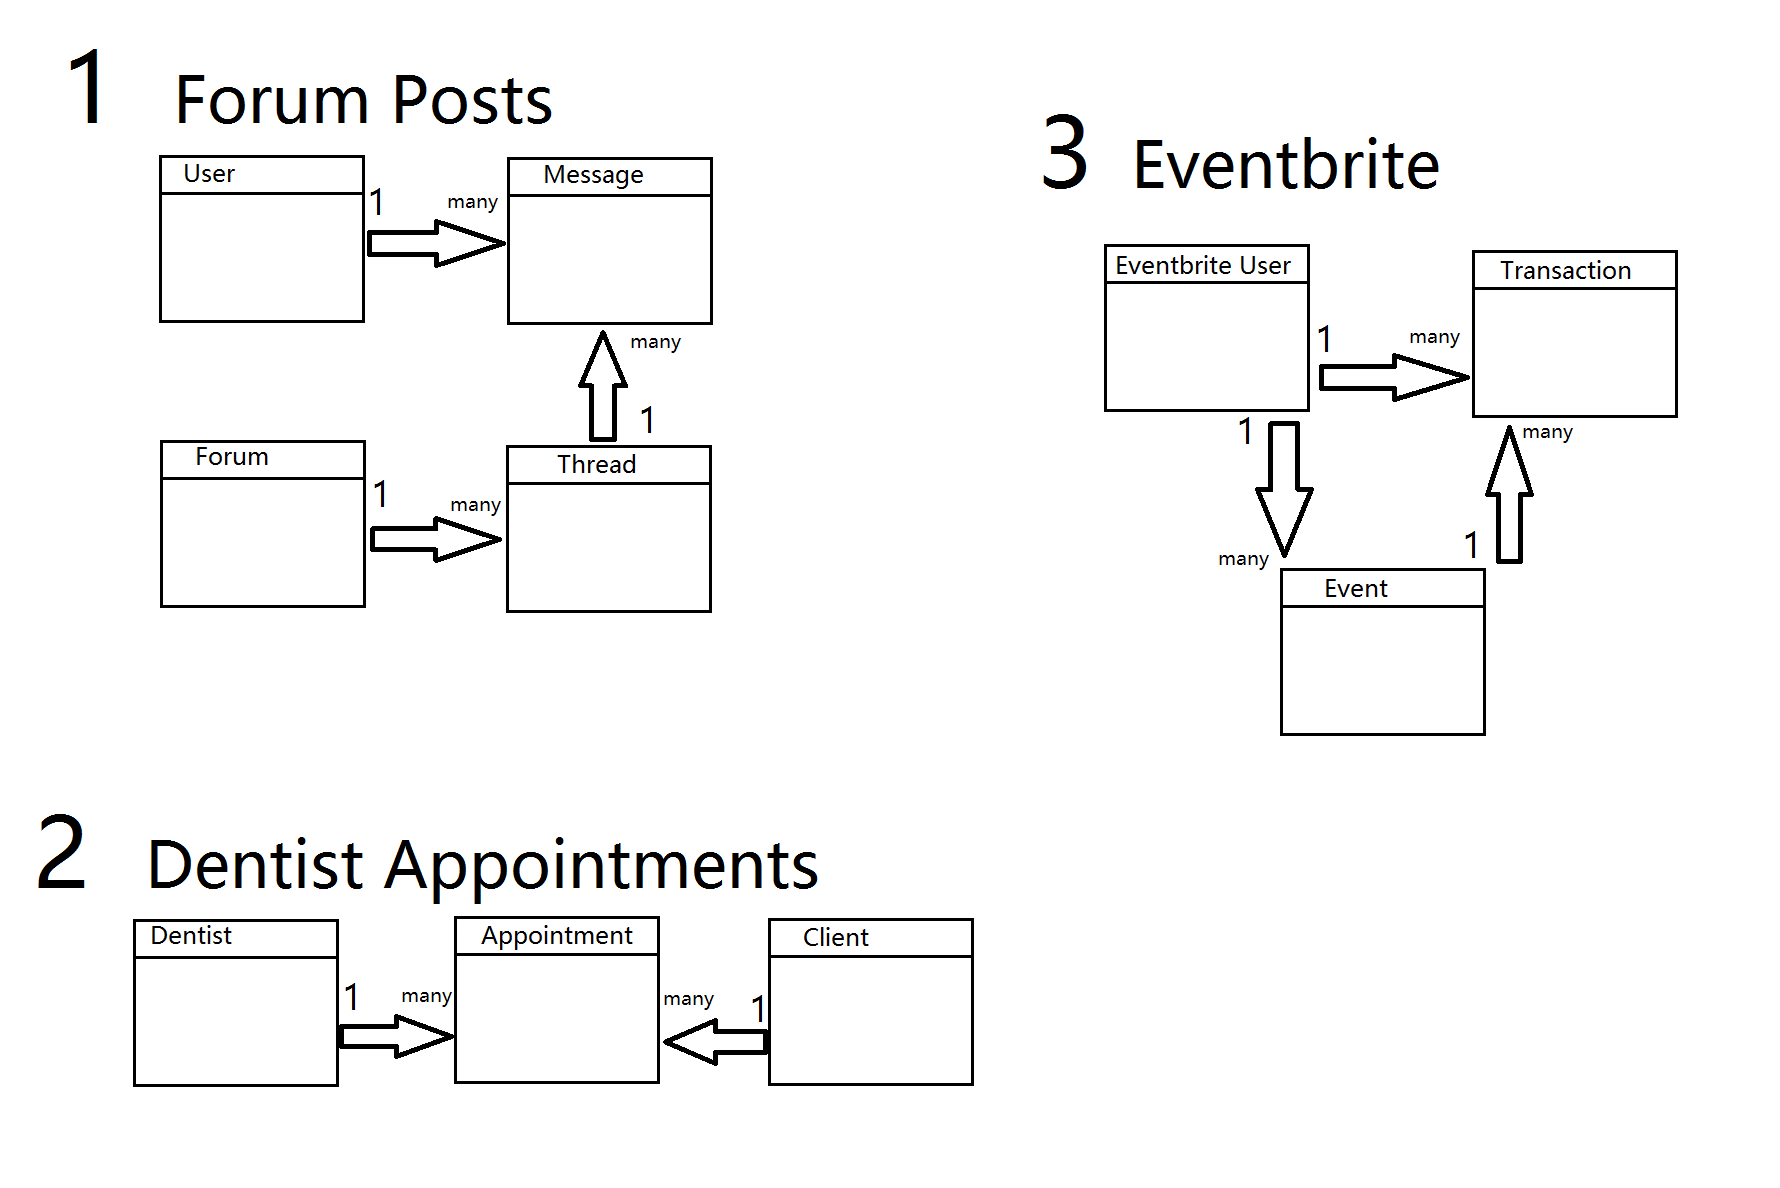 1 Forum Posts
User
Message
1
many
many
1
Forum
Thread
1
many
3 Eventbrite
Eventbrite User
Transaction
1
many
1
many
many
1
Event
2 Dentist Appointments
Dentist
Appointment
Client
1
many
many
1